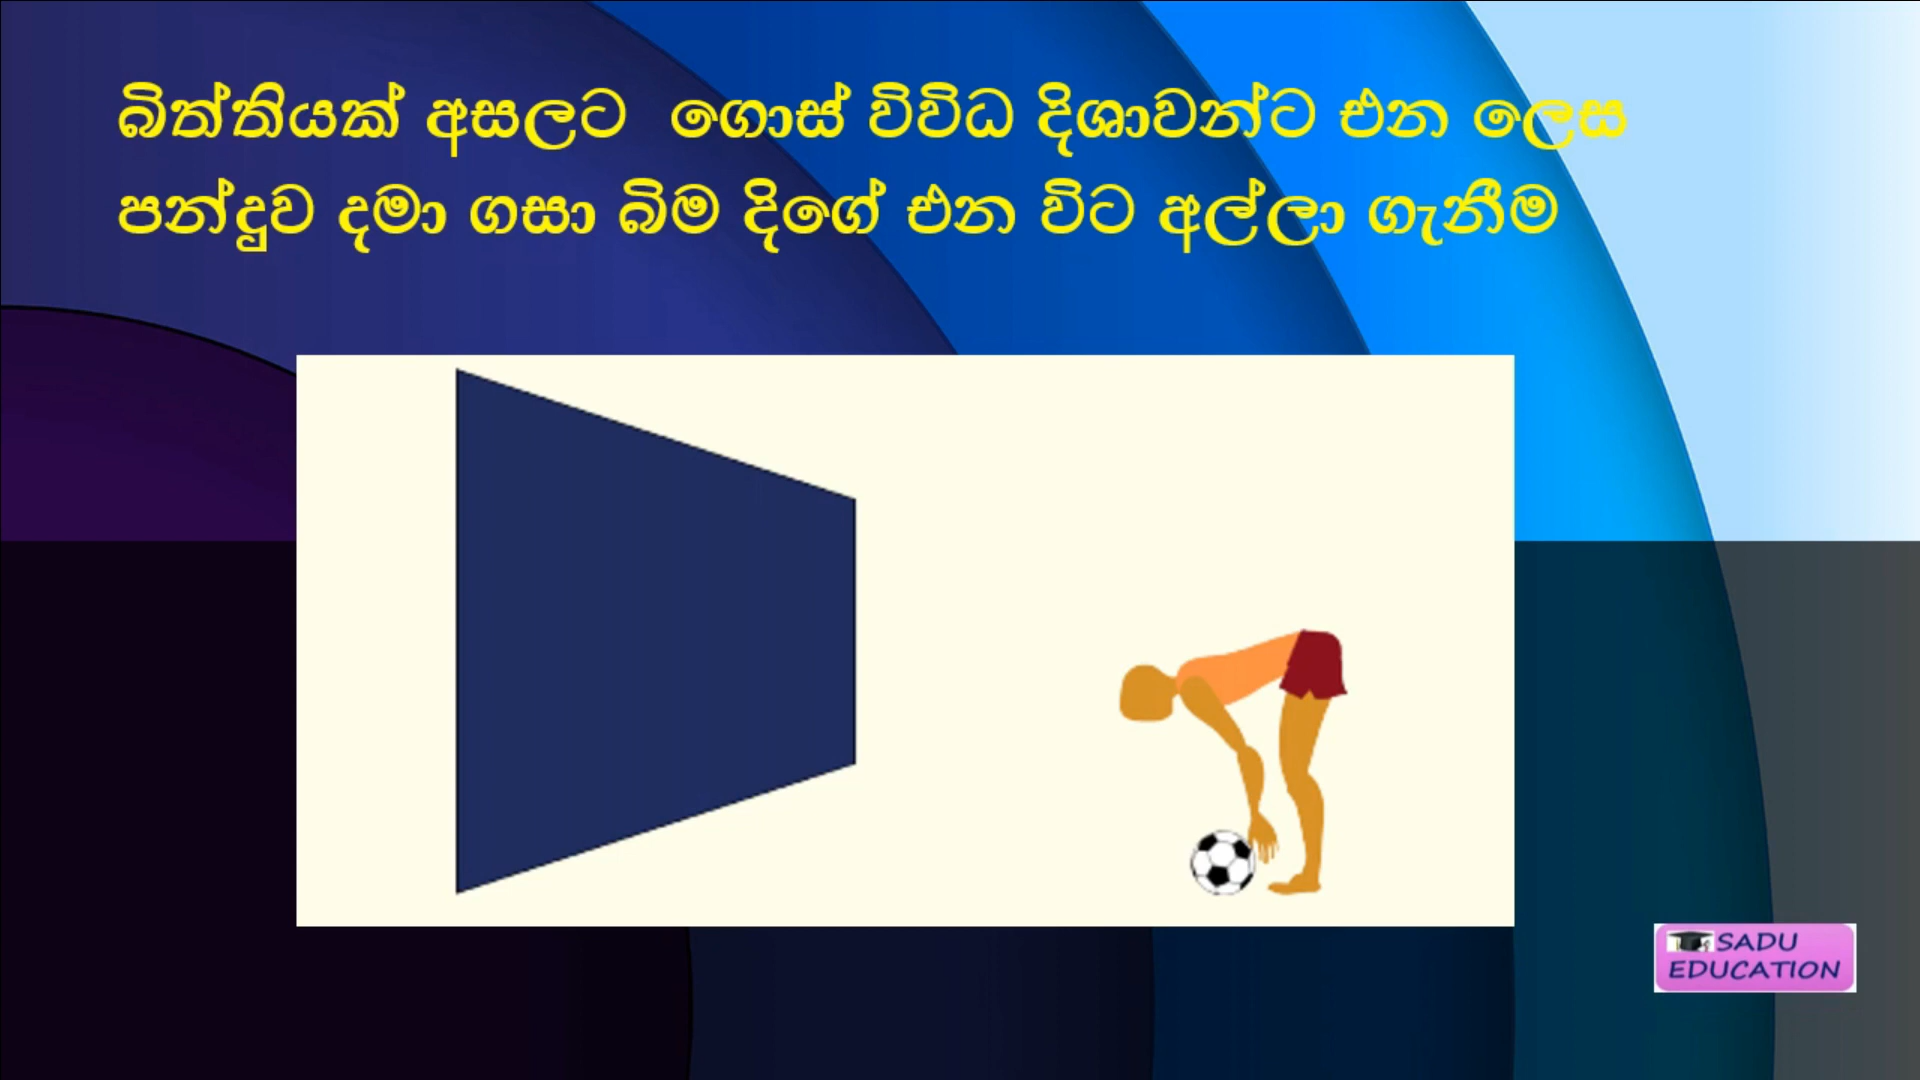 බිත්තියක් අසලට ගොස් විවිධ දිශාවන්ට එන ලෙස
පන්දුව දමා ගසා බිම දිගේ එන විට අල්ලා ගැනීම
SADU
EDUCATION